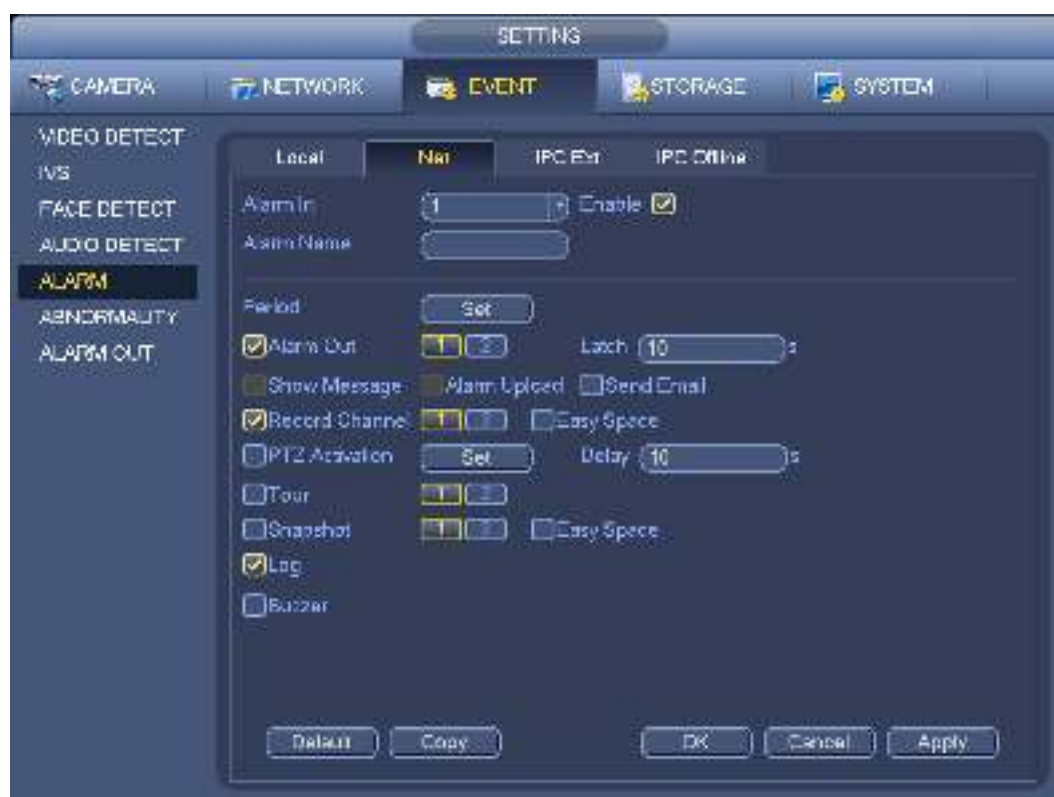 SETTING
CAMERA NETWORK EVENT STORAGE SYSTEM
VIDEO DETECT
IVS
FACE DETECT
AUDIO DETECT
ALARM
ABNORMALITY
ALARM OUT
Local Net IPC Ext IPC Offline
Alarm In 1 Enable
Alarm Name
Period Set
Alarm Out 1 2 Latch 10 s
Show Message Alarm Upload Send Email
Record Channel 1 2 Easy Space
PTZ Activation Set Delay 10 s
Tour 1 2
Snapshot 1 2 Easy Space
Log
Buzzer
Default Copy OK Cancel Apply